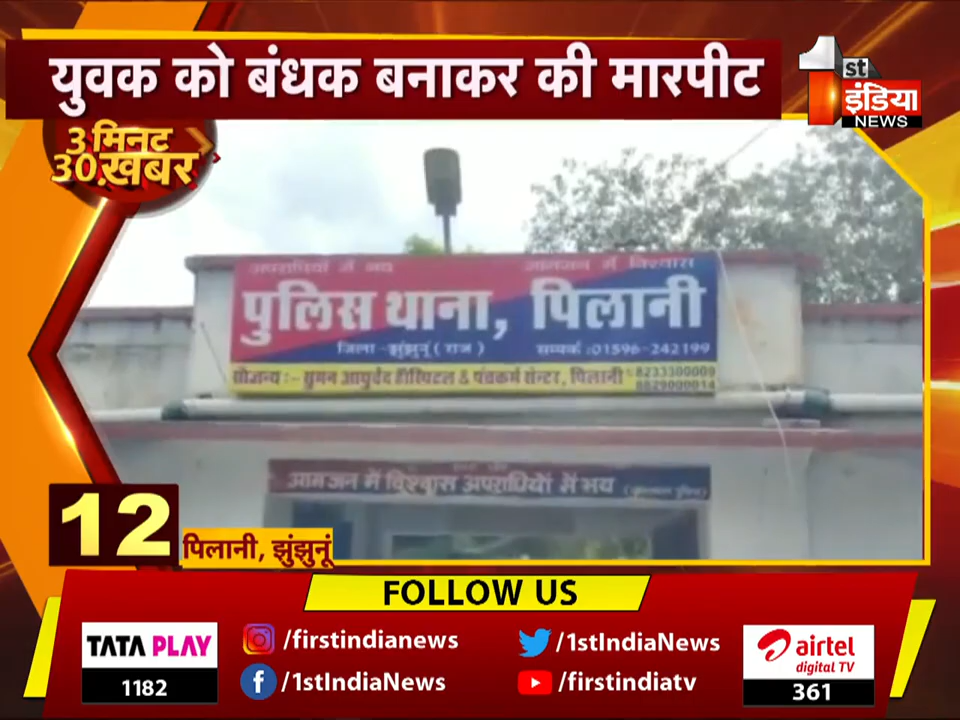 युवक को बंधक बनाकर की मारपीट
1st
इंडिया
NEWS
3 मिनट
30 ख़बर
अपराधियों में भय आमजन में विश्वास
पुलिस थाना, पिलानी
जिला - झुंझुनूं ( राज ) सम्पर्क :01596-242199
सौजन्य :- सुमन आयुर्वेद हॉस्पिटल & पंचकर्म सेन्टर, पिलानी 8233300009
8829000014
आमजन में विश्वास अपराधियों में भय
12
पिलानी, झुंझुनूं
FOLLOW US
TATA PLAY
1182
/firstindianews
/1stIndiaNews
/1stIndiaNews
/firstindiatv
airtel
digital TV
361